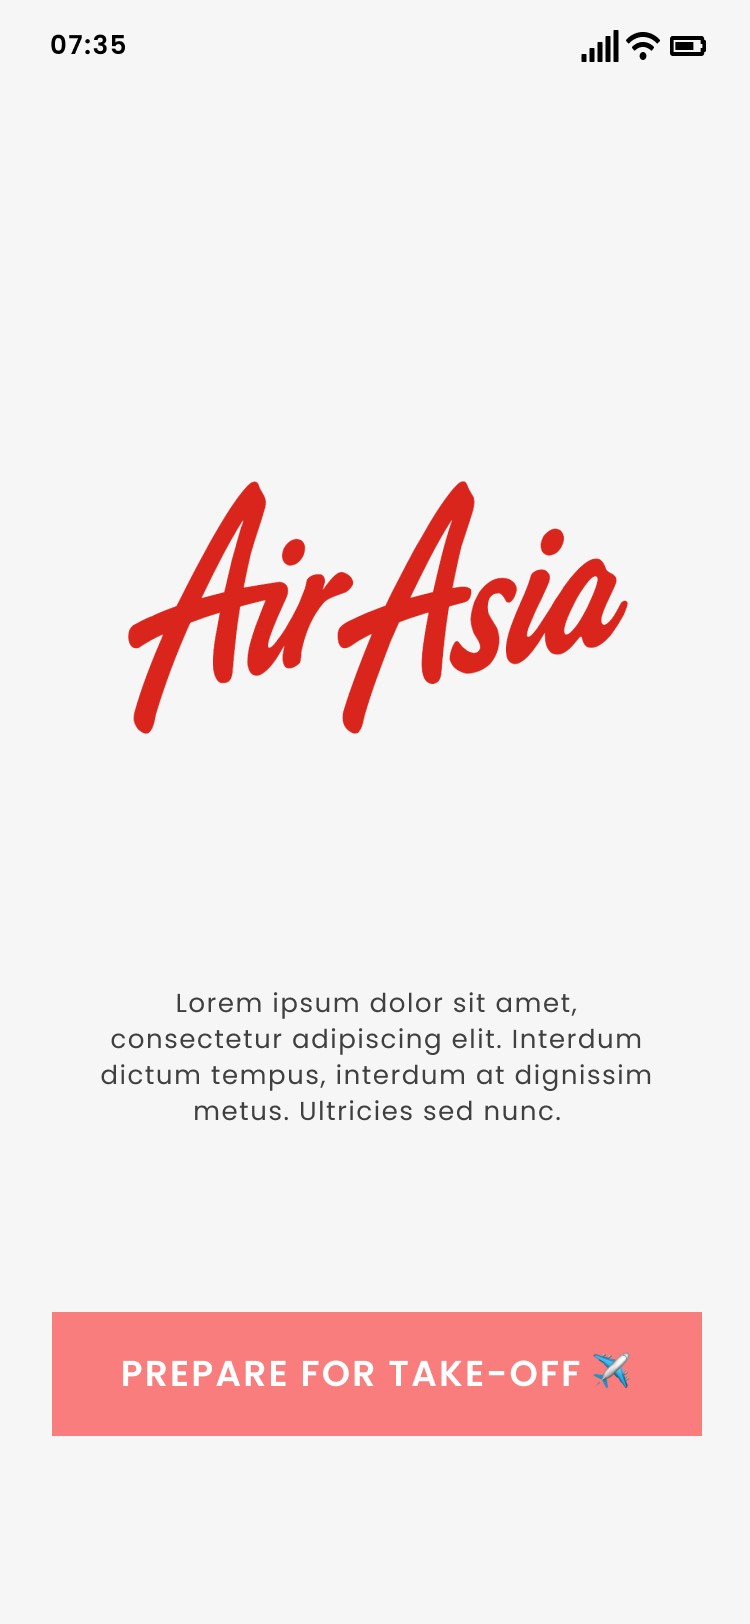 07:35
AirAsia
Lorem ipsum dolor sit amet,
consectetur adipiscing elit. Interdum
dictum tempus, interdum at dignissim
metus. Ultricies sed nunc.
PREPARE FOR TAKE-OFF ✈️